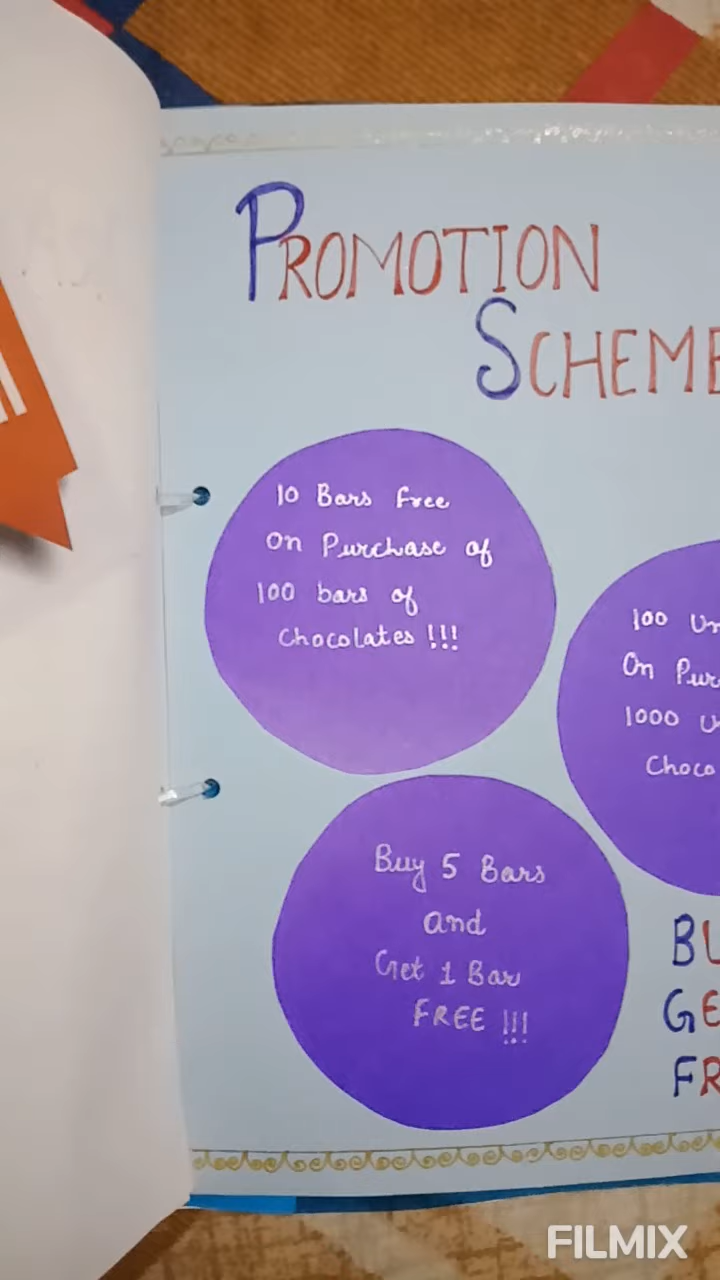 PROMOTION
SCHEME
10 Bars free
On Purchase of
100 bars of
Chocolates !!!
100
On
1000
Buy 5 Bars
and
Get 1 Bar
FREE !!!
FILMIX